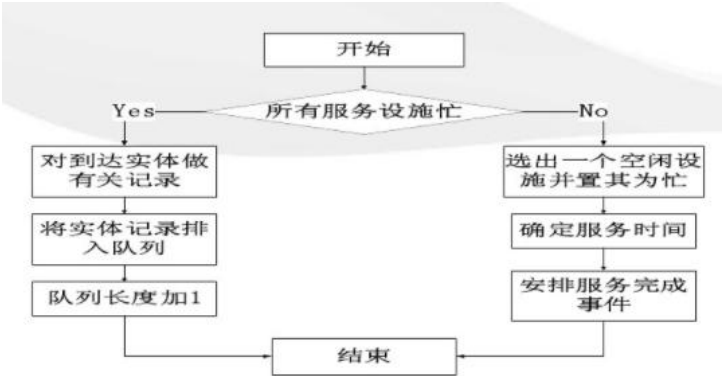 开始
Yes
所有服务设施忙
No
对到达实体做
有关记录
将实体记录排
入队列
队列长度加1
选出一个空闲设
施并置其为忙
确定服务时间
安排服务完成
事件
结束